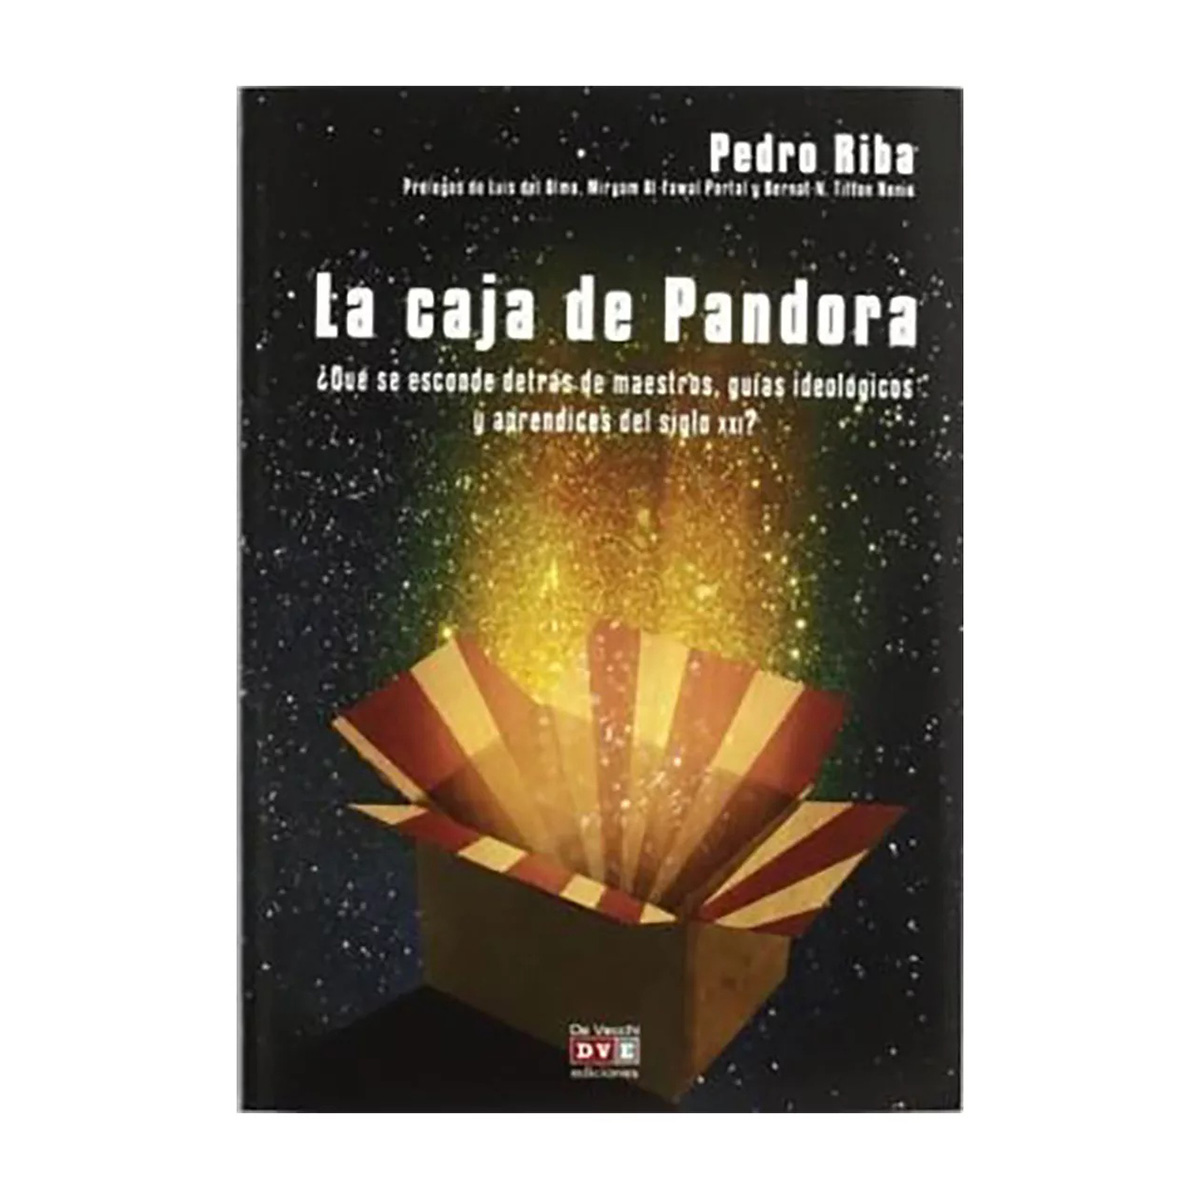 Pedro Riba
Prólogos de Luis del Olmo, Miryam Al-Fawal Portal y Bernat-N. Tiffon Nonis
La caja de Pandora
¿Qué se esconde detrás de maestros, guías ideológicos
y aprendices del siglo XXI?
De Vecchi
DVE
ediciones